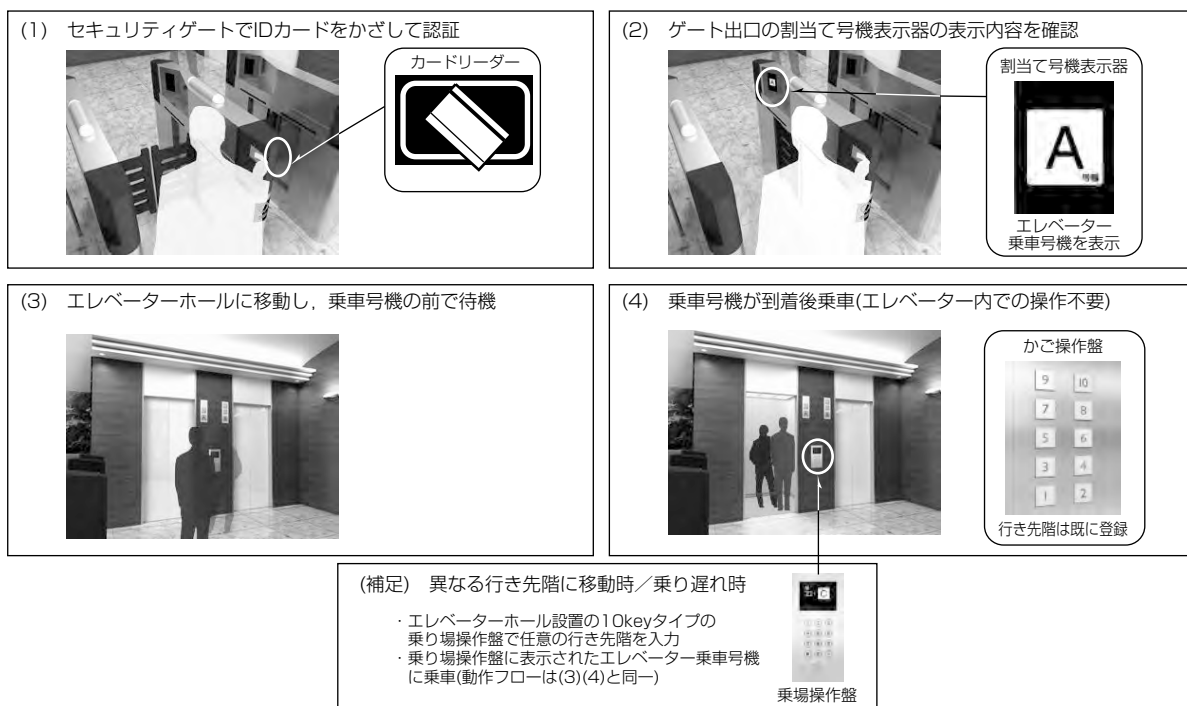 (1) セキュリティゲートでIDカードをかざして認証
カードリーダー
(2) ゲート出口の割当て号機表示器の表示内容を確認
A
割当て号機表示器
A
号機
エレベーター
乗車号機を表示
(3) エレベーターホールに移動し，乗車号機の前で待機
(4) 乗車号機が到着後乗車(エレベーター内での操作不要)
かご操作盤
9 10
7 8
5 6
3 4
1 2
行き先階は既に登録
(補足) 異なる行き先階に移動時／乗り遅れ時
・エレベーターホール設置の10keyタイプの
乗り場操作盤で任意の行き先階を入力
・乗り場操作盤に表示されたエレベーター乗車号機
に乗車(動作フローは(3)(4)と同一)
C
乗場操作盤